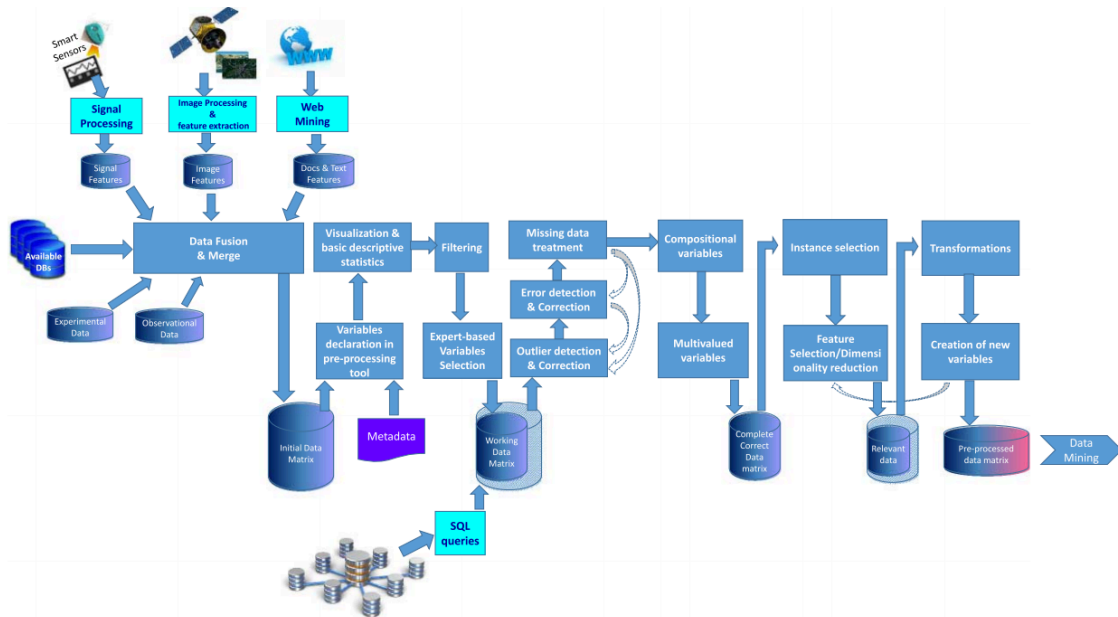 Smart
Sensors
WWW
Signal
Processing
Image Processing
&
feature extraction
Web
Mining
Signal
Features
Image
Features
Docs & Text
Features
Available
DBs
Data Fusion
& Merge
Experimental
Data
Observational
Data
Visualization &
basic descriptive
statistics
Filtering
Missing data
treatment
Compositional
variables
Instance selection
Transformations
Error detection
& Correction
Variables
declaration in
pre-processing
tool
Expert-based
Variables
Selection
Outlier detection
& Correction
Multivalued
variables
Feature
Selection/Dimensi
onality reduction
Creation of new
variables
Initial Data
Matrix
Metadata
Working
Data
Matrix
Complete
Correct
Data
matrix
Relevant
data
Pre-processed
data matrix
Data
Mining
SQL
queries